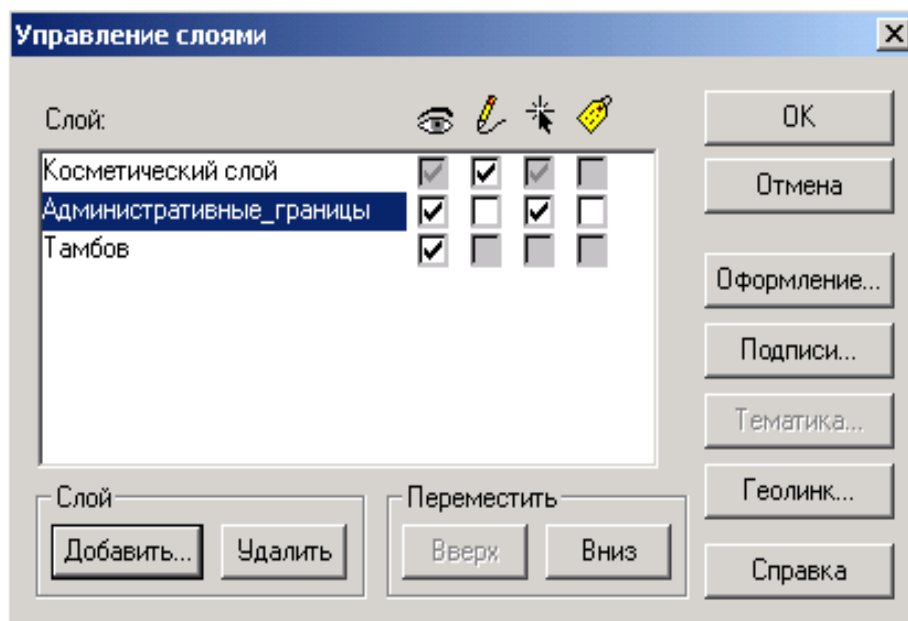 Управление слоями
Слой:
Косметический слой
Административные_границы
Тамбов
OK
Отмена
Оформление...
Подписи...
Тематика...
Геолинк...
Справка
Слой
Добавить...
Удалить
Переместить
Вверх
Вниз